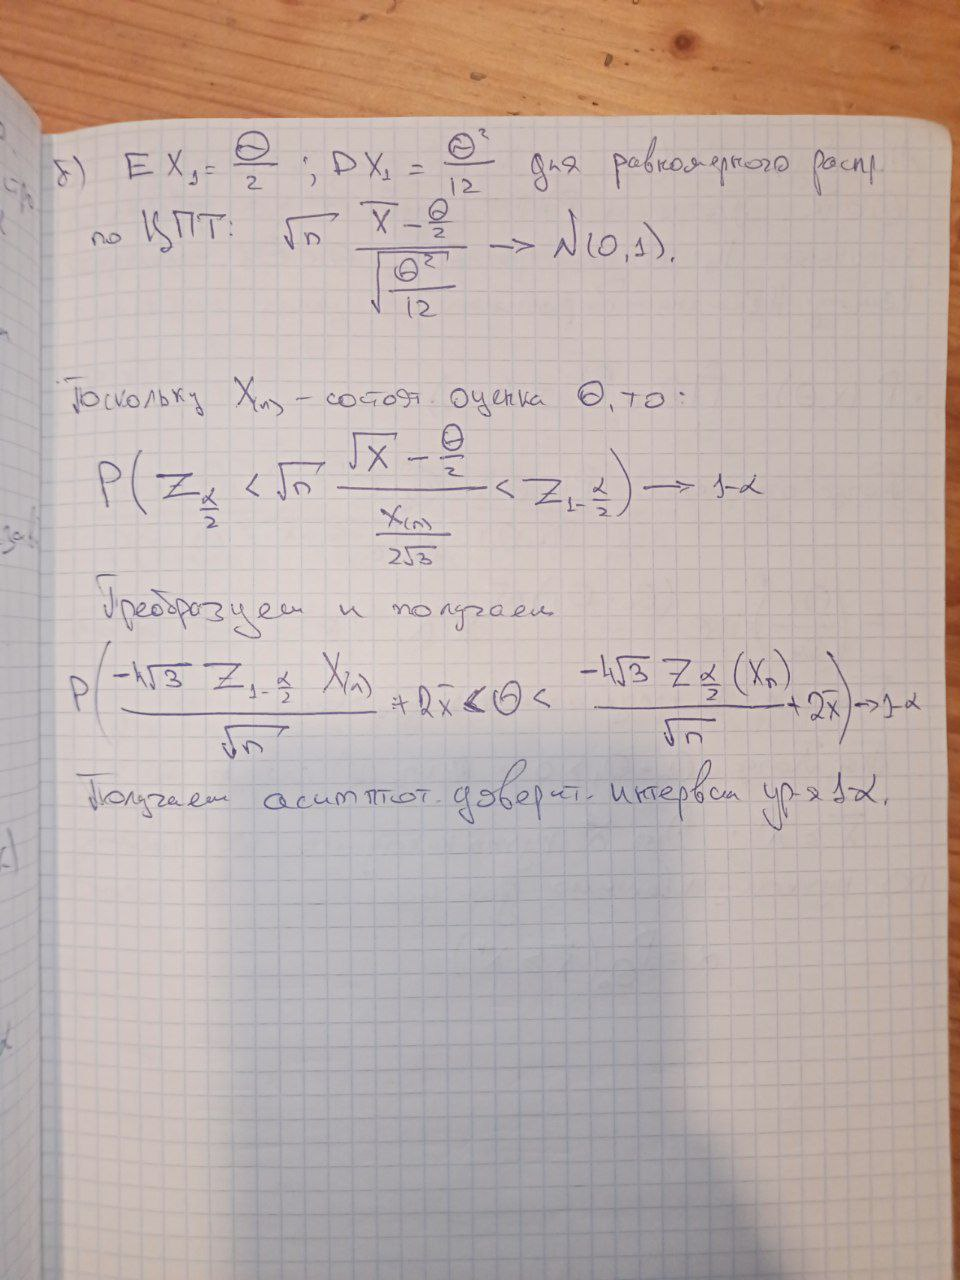 б) E X₁ = Θ/2 ; D X₁ = Θ²/12 для равномерного распр.
по ЦПТ: √n (X̅ − Θ/2)/√(Θ²/12) → N(0,1).
Поскольку X₍ₙ₎ – состоят. оценка Θ, то:
P( Z_{α/2} < √n (√X − Θ/2)/(X₍ₙ₎/(2√3)) < Z_{1-α/2} ) → 1-α
Преобразуем и получаем
P( (-4√3 Z_{1-α/2} X₍ₙ₎)/√n + 2x̄ < Θ < (-4√3 Z_{α/2} (Xₙ))/√n + 2x̄ ) → 1-α
Получаем асимптот. доверит. интервал ур-я 1-α.